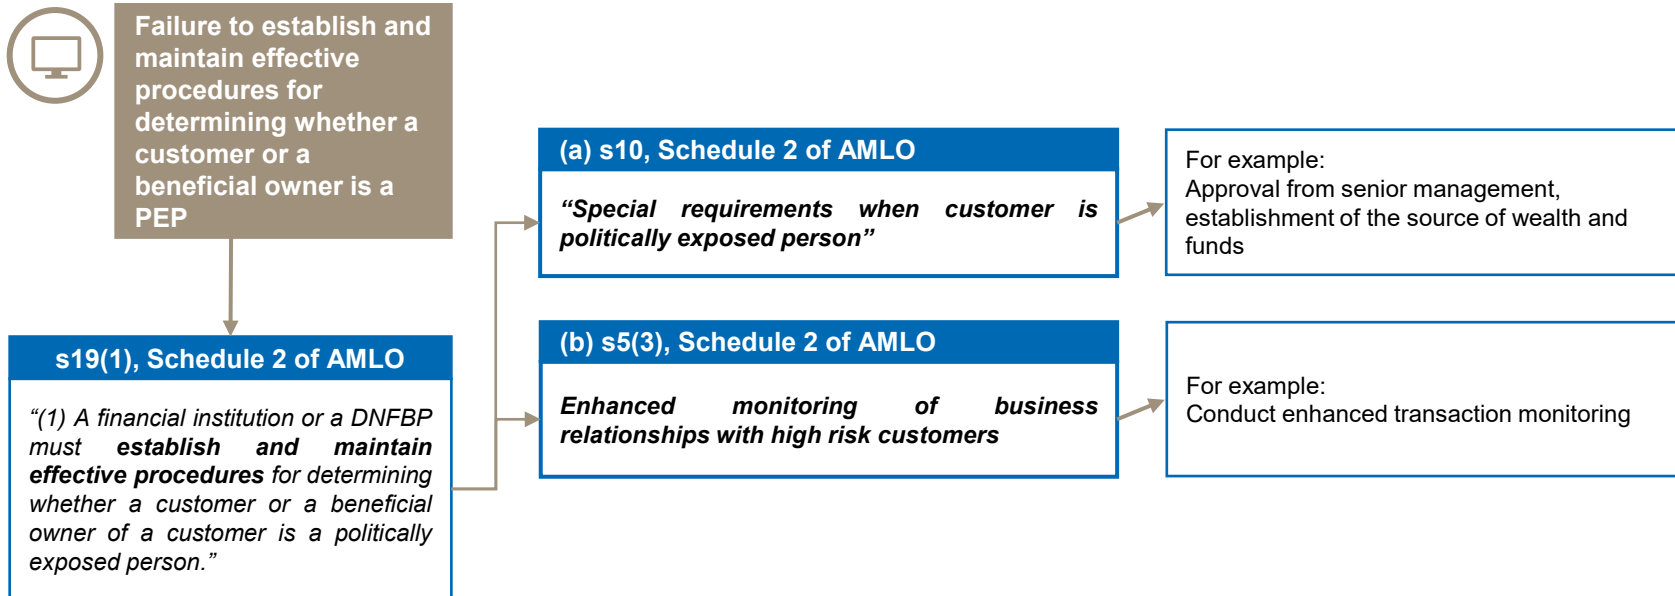 Failure to establish and
maintain effective
procedures for
determining whether a
customer or a
beneficial owner is a
PEP
s19(1), Schedule 2 of AMLO
“(1) A financial institution or a DNFBP
must establish and maintain
effective procedures for determining
whether a customer or a beneficial
owner of a customer is a politically
exposed person.”
(a) s10, Schedule 2 of AMLO
“Special requirements when customer is
politically exposed person”
For example:
Approval from senior management,
establishment of the source of wealth and
funds
(b) s5(3), Schedule 2 of AMLO
Enhanced monitoring of business
relationships with high risk customers
For example:
Conduct enhanced transaction monitoring